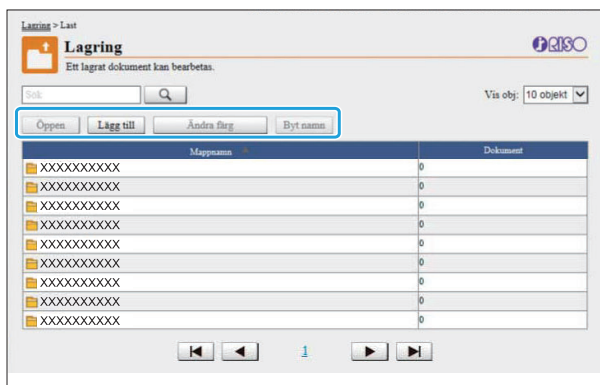 Lagring > Last
Lagring
RISO
Ett lagrat dokument kan bearbetas.
Sök
Vis obj: 10 objekt
Öppen Lägg till Ändra färg Byt namn
Mappnamn Dokument
XXXXXXXXXX 0
XXXXXXXXXX 0
XXXXXXXXXX 0
XXXXXXXXXX 0
XXXXXXXXXX 0
XXXXXXXXXX 0
XXXXXXXXXX 0
XXXXXXXXXX 0
XXXXXXXXXX 0
1